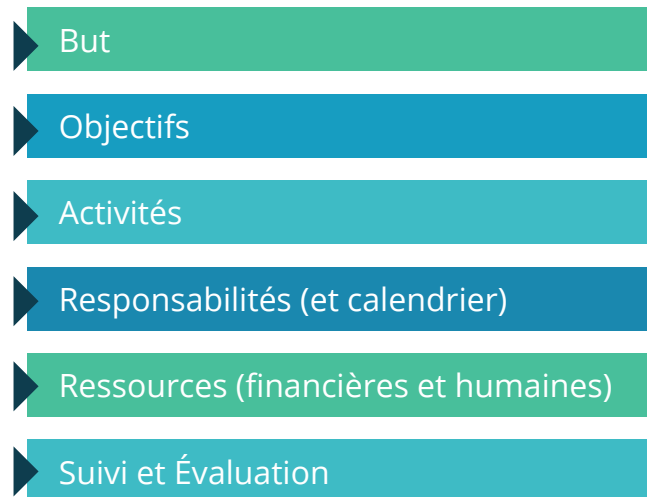 But
Objectifs
Activités
Responsabilités (et calendrier)
Ressources (financières et humaines)
Suivi et Évaluation